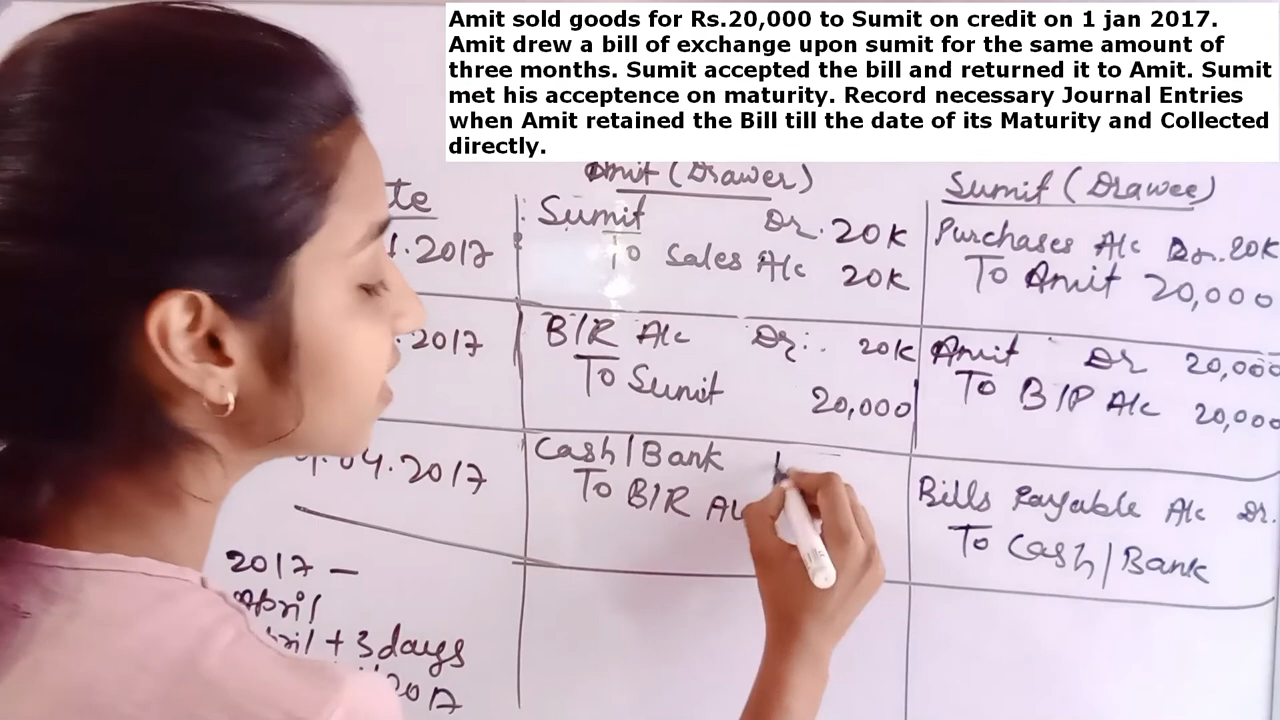 Amit sold goods for Rs.20,000 to Sumit on credit on 1 jan 2017.
Amit drew a bill of exchange upon sumit for the same amount of
three months. Sumit accepted the bill and returned it to Amit. Sumit
met his acceptence on maturity. Record necessary Journal Entries
when Amit retained the Bill till the date of its Maturity and Collected
directly.
te
Amit (Drawer)
Sumit (Drawee)
.2017
Sumit Dr. 20K
To Sales A/c 20K
Purchases A/c Dr. 20K
To Amit 20,000
.2017
B/R A/c Dr. 20K
To Sumit 20,000
Amit Dr 20,000
To B/P A/c 20,000
.04.2017
Cash/Bank
To B/R A/c
Bills Payable A/c Dr.
To Cash/Bank
2017 –
April
+ 3 days
2017